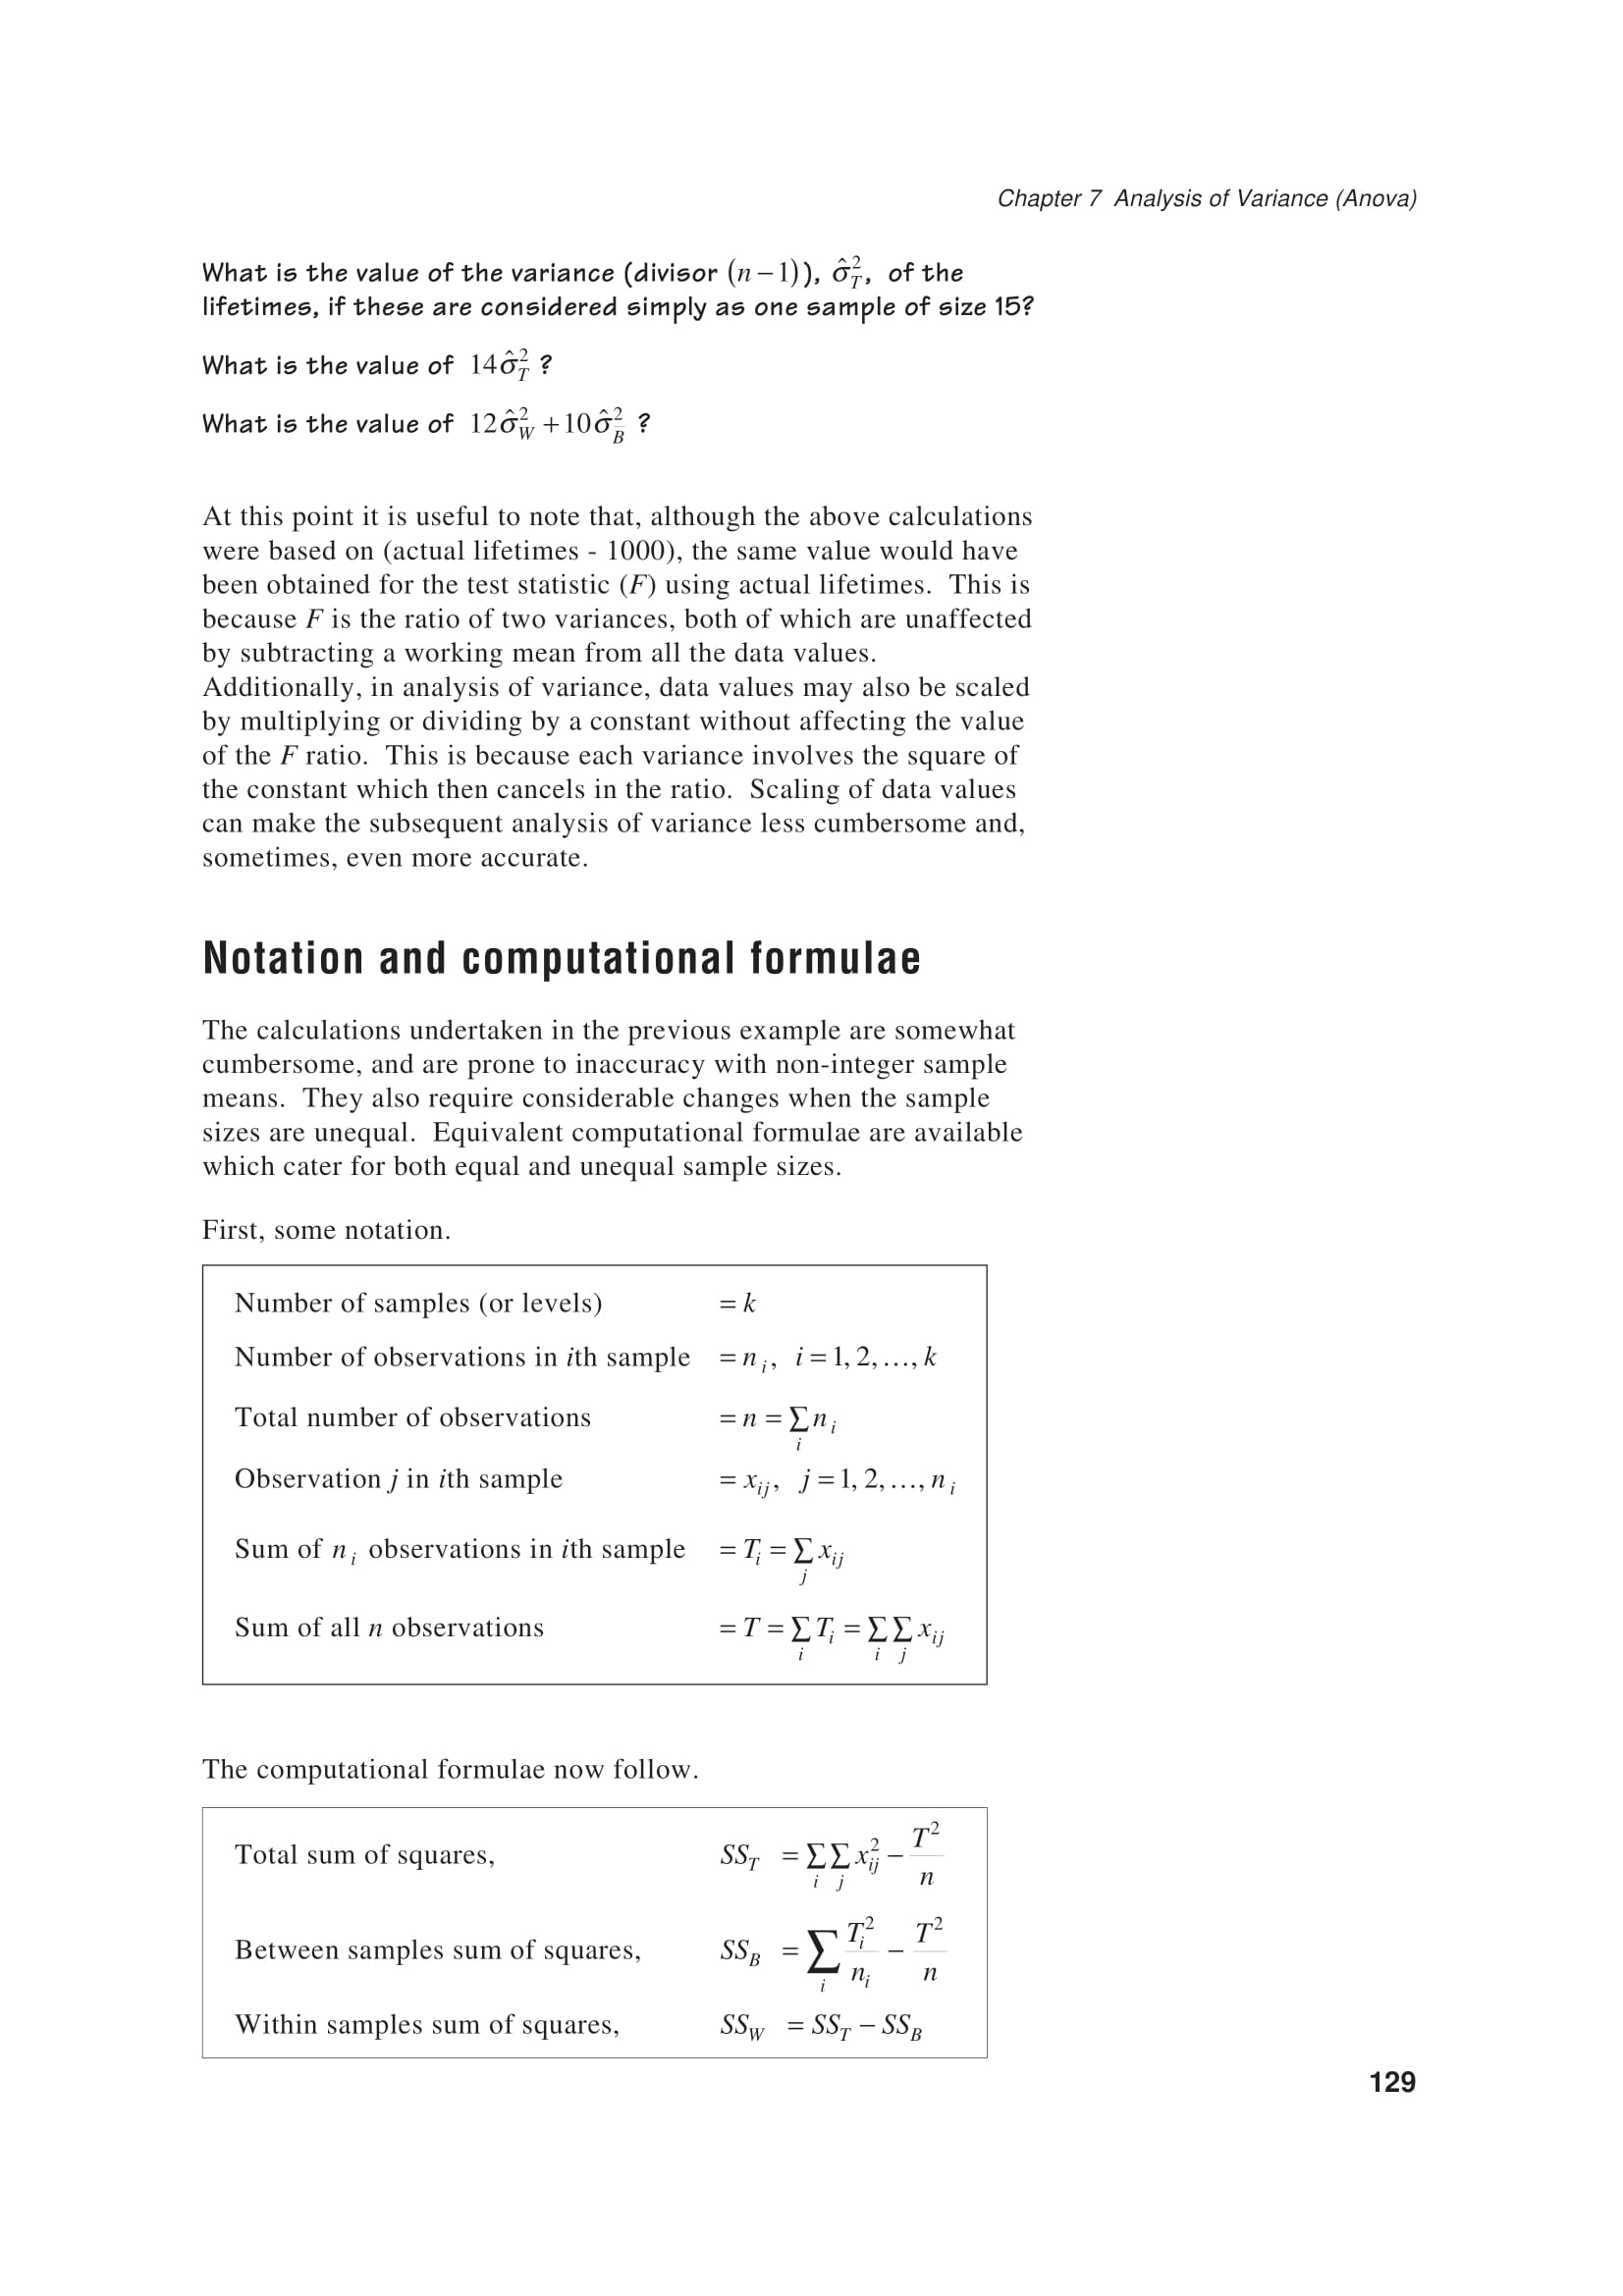 Chapter 7 Analysis of Variance (Anova)
What is the value of the variance (divisor (n − 1)), σ̂²_T, of the
lifetimes, if these are considered simply as one sample of size 15?
What is the value of 14σ̂²_T ?
What is the value of 12σ̂²_W + 10σ̂²_B ?
At this point it is useful to note that, although the above calculations
were based on (actual lifetimes - 1000), the same value would have
been obtained for the test statistic (F) using actual lifetimes. This is
because F is the ratio of two variances, both of which are unaffected
by subtracting a working mean from all the data values.
Additionally, in analysis of variance, data values may also be scaled
by multiplying or dividing by a constant without affecting the value
of the F ratio. This is because each variance involves the square of
the constant which then cancels in the ratio. Scaling of data values
can make the subsequent analysis of variance less cumbersome and,
sometimes, even more accurate.
Notation and computational formulae
The calculations undertaken in the previous example are somewhat
cumbersome, and are prone to inaccuracy with non-integer sample
means. They also require considerable changes when the sample
sizes are unequal. Equivalent computational formulae are available
which cater for both equal and unequal sample sizes.
First, some notation.
Number of samples (or levels) = k
Number of observations in ith sample = n_i, i = 1, 2, ..., k
Total number of observations = n = ∑_i n_i
Observation j in ith sample = x_ij, j = 1, 2, ..., n_i
Sum of n_i observations in ith sample = T_i = ∑_j x_ij
Sum of all n observations = T = ∑_i T_i = ∑_i ∑_j x_ij
The computational formulae now follow.
Total sum of squares, SS_T = ∑_i ∑_j x²_ij − T²/n
Between samples sum of squares, SS_B = ∑_i T_i²/n_i − T²/n
Within samples sum of squares, SS_W = SS_T − SS_B
129